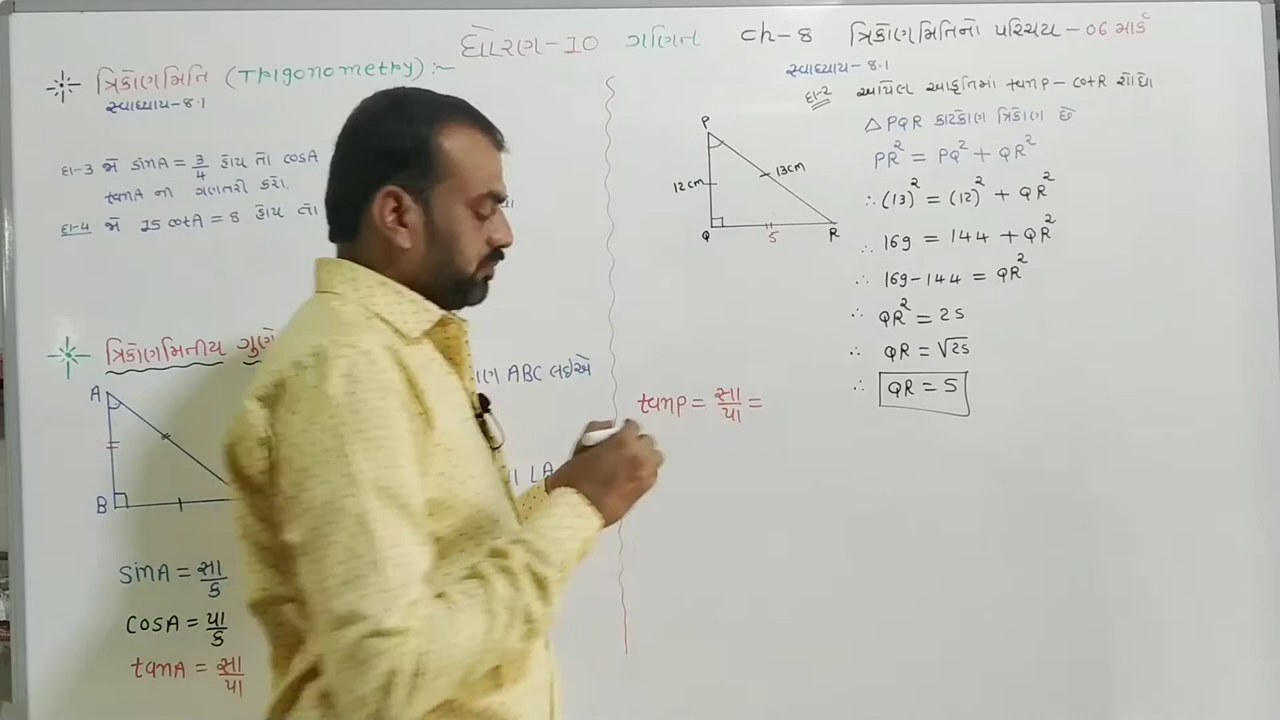 ધોરણ-10 ગણિત ch-8 ત્રિકોણમિતિનો પરિચય - 06 માર્ક
ત્રિકોણમિતિ (Trigonometry) :-
સ્વાધ્યાય-8.1
દા-3 જો sinA = 3/4 હોય તો cosA
tanA ની ગણતરી કરો.
દા-4 જો 15 cotA = 8 હોય તો
ત્રિકોણમિતીય ગુણો
કોણ ABC લઈએ
A
B
LA
sinA = સા/ક
cosA = પા/ક
tanA = સા/પા
સ્વાધ્યાય-8.1
દા-2 આપેલ આકૃતિમાં tanP - cotR શોધો
P
12cm
13cm
Q
5
R
△PQR કાટકોણ ત્રિકોણ છે
PR² = PQ² + QR²
∴ (13)² = (12)² + QR²
∴ 169 = 144 + QR²
∴ 169-144 = QR²
∴ QR² = 25
∴ QR = √25
∴ QR = 5
tanP = સા/પા =